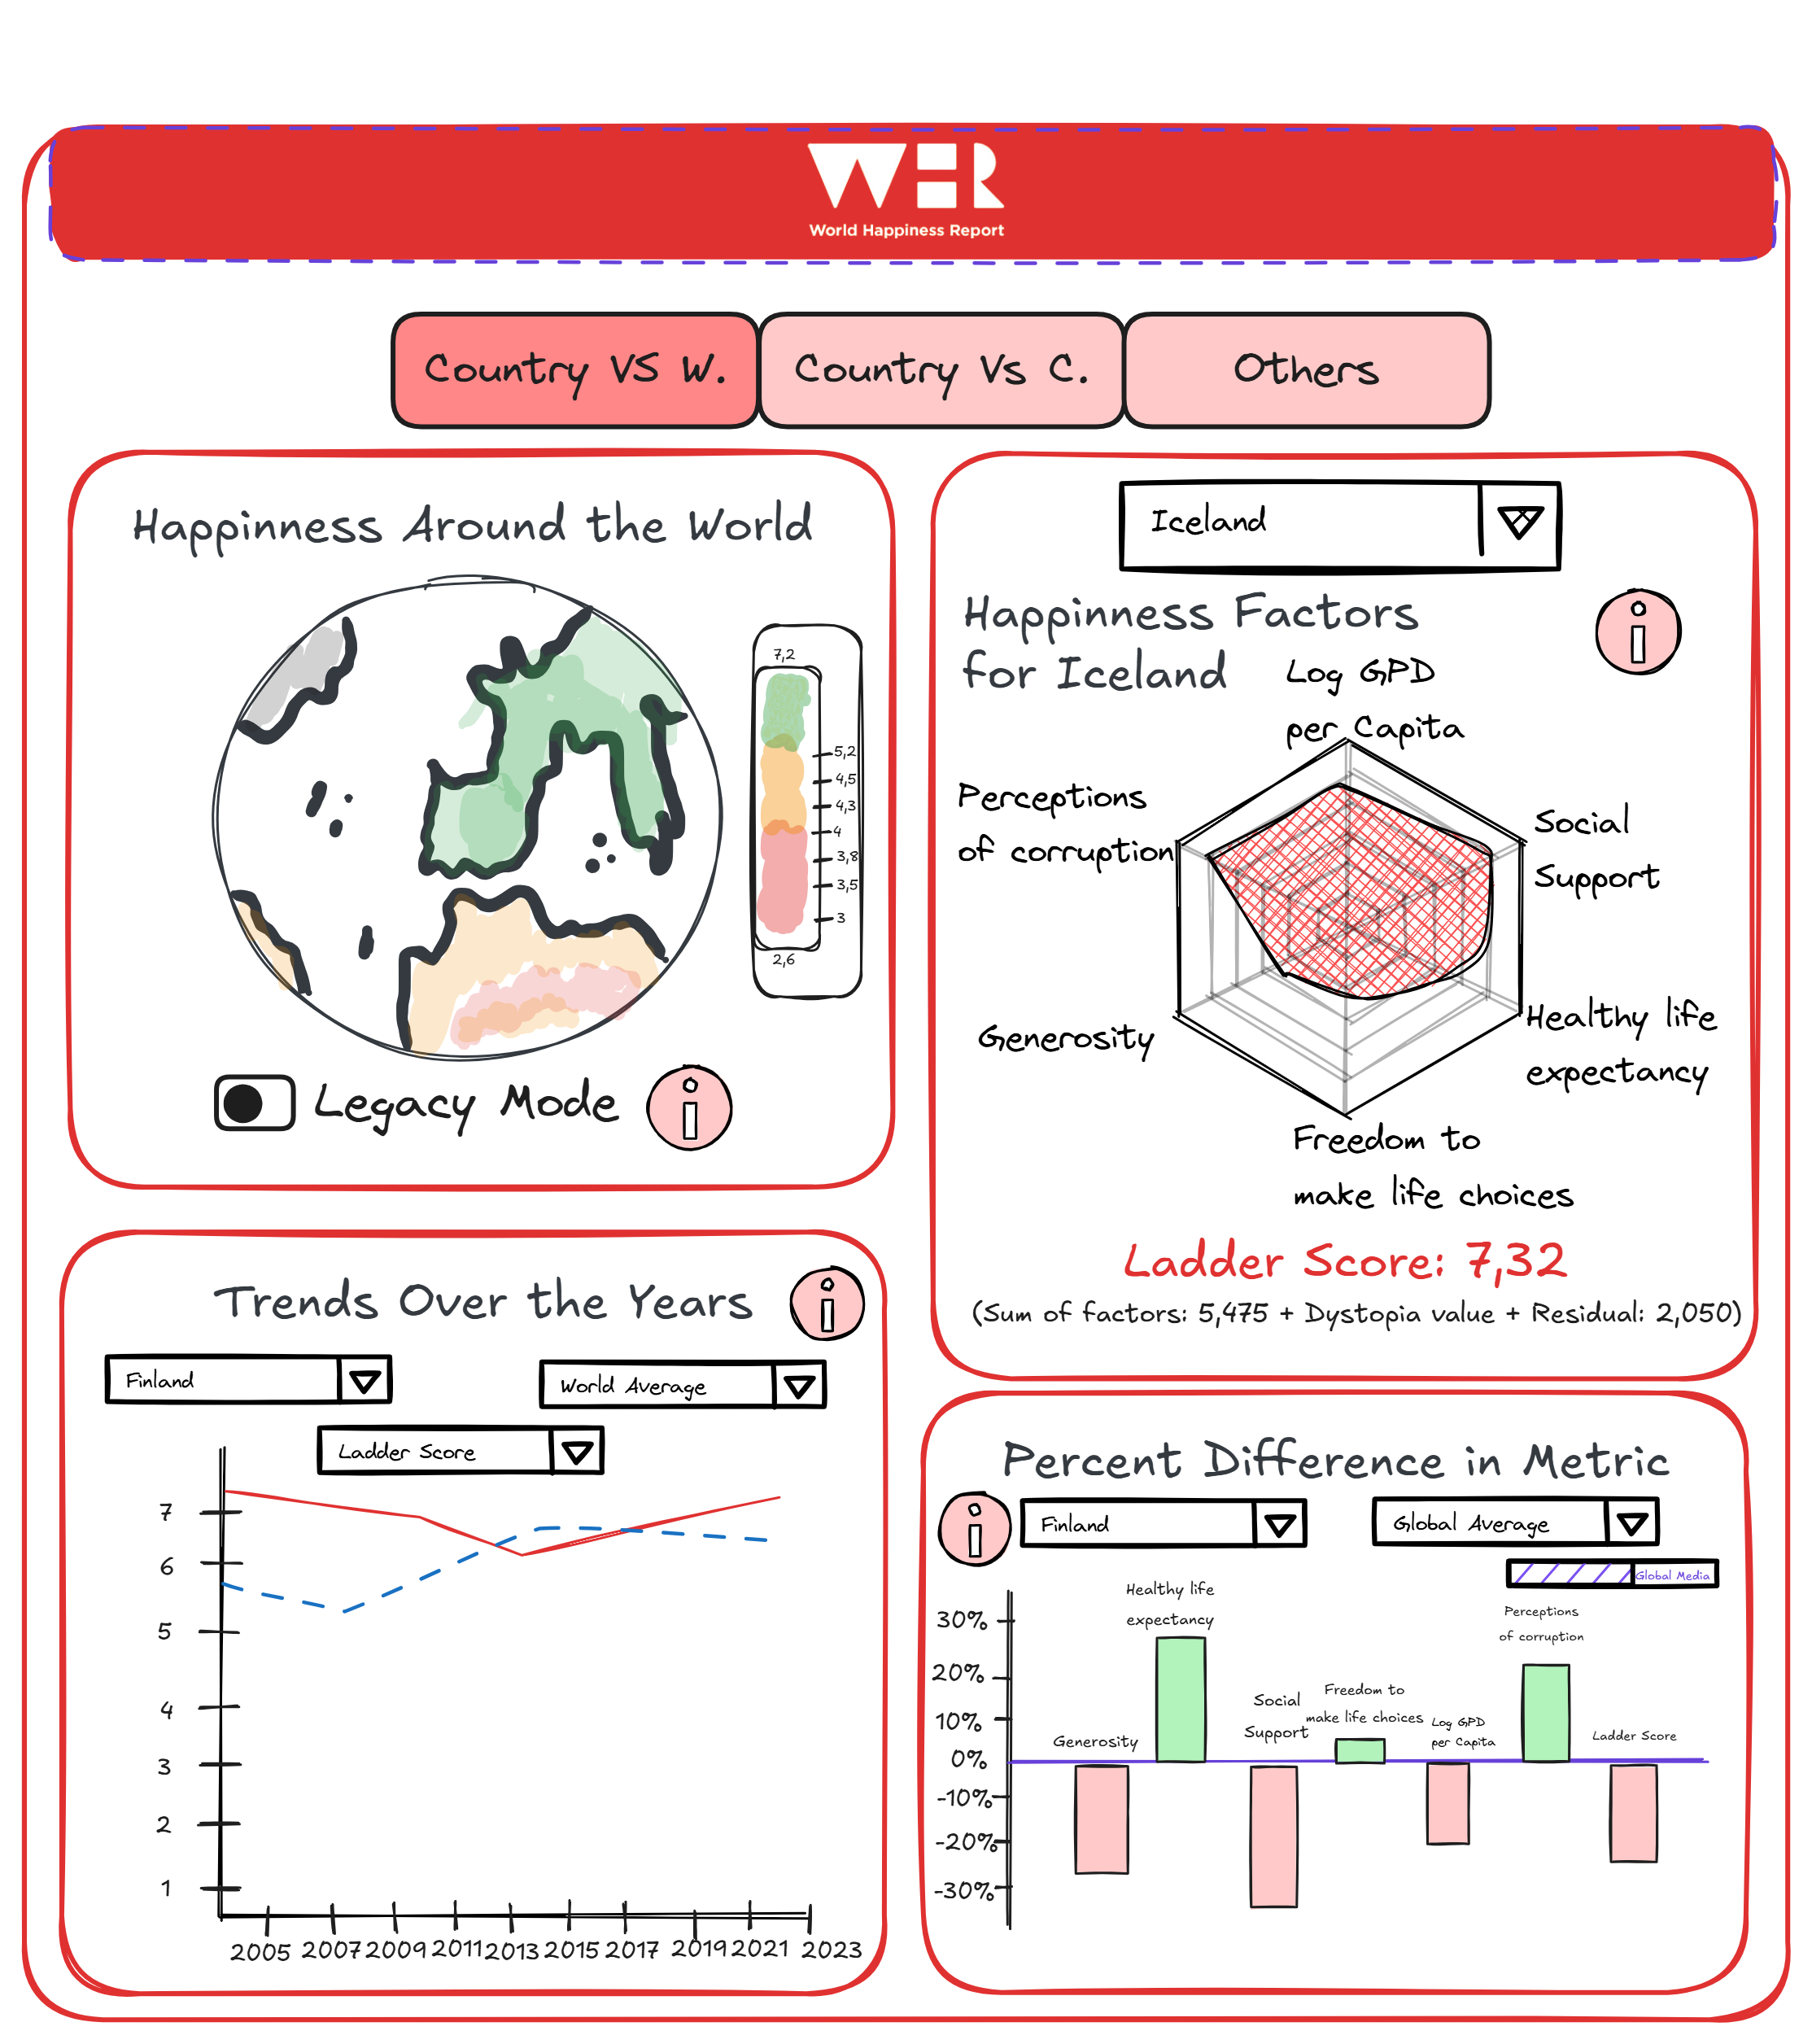 WHR
World Happiness Report
Country VS W.
Country Vs C.
Others
Happinness Around the World
7,2
5,2
4,5
4,3
4
3,8
3,5
3
2,6
Legacy Mode
i
Iceland
Happinness Factors
for Iceland
i
Log GPD
per Capita
Perceptions
of corruption
Social
Support
Generosity
Healthy life
expectancy
Freedom to
make life choices
Ladder Score: 7,32
(Sum of factors: 5,475 + Dystopia value + Residual: 2,050)
Trends Over the Years
i
Finland
World Average
Ladder Score
7
6
5
4
3
2
1
2005 2007 2009 2011 2013 2015 2017 2019 2021 2023
Percent Difference in Metric
i
Finland
Global Average
Global Media
30%
20%
10%
0%
-10%
-20%
-30%
Generosity
Healthy life
expectancy
Social
Support
Freedom to
make life choices
Log GPD
per Capita
Perceptions
of corruption
Ladder Score